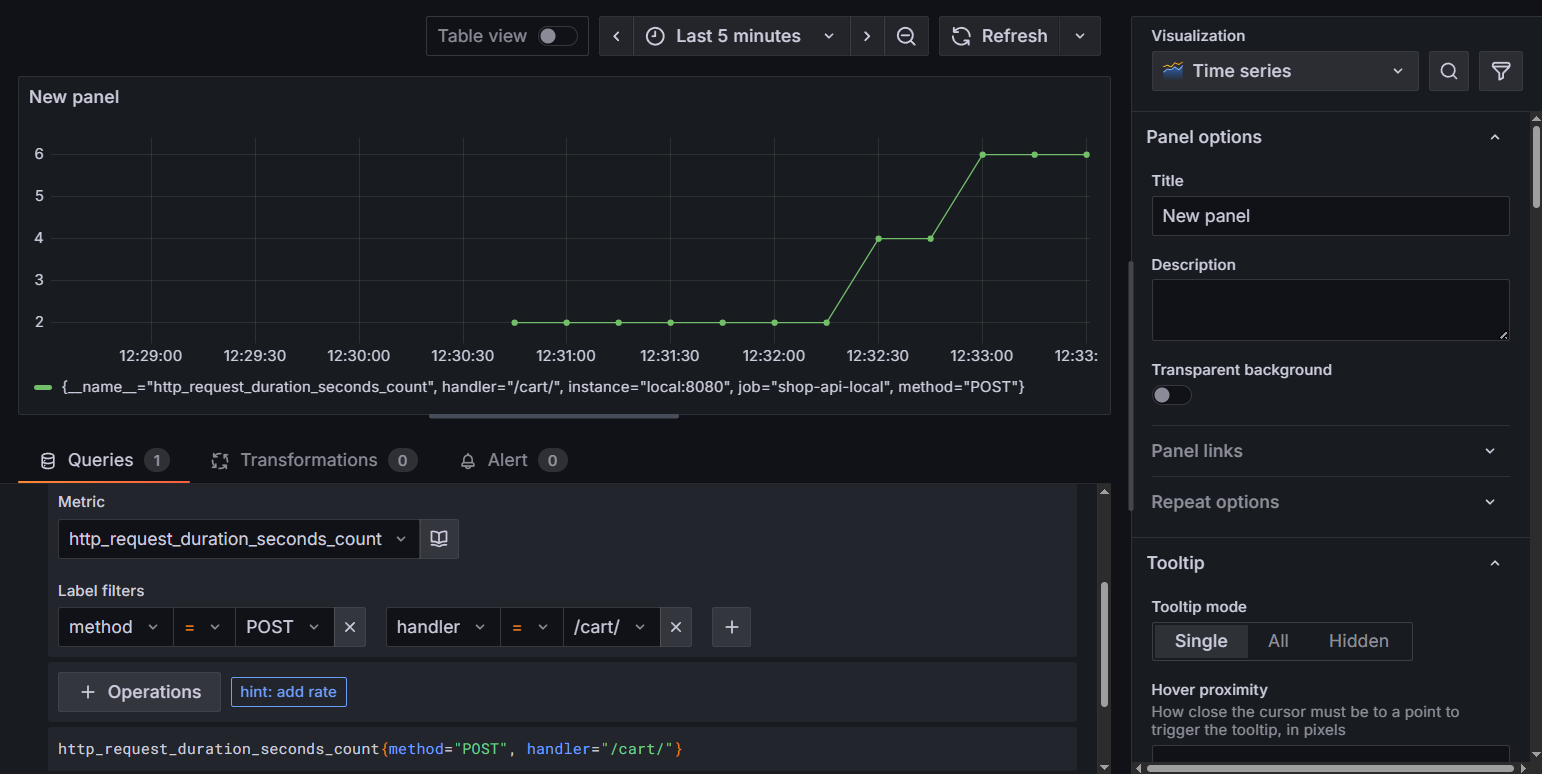 Table view
Last 5 minutes
Refresh
New panel
6
5
4
3
2
12:29:00 12:29:30 12:30:00 12:30:30 12:31:00 12:31:30 12:32:00 12:32:30 12:33:00 12:33:
{__name__="http_request_duration_seconds_count", handler="/cart/", instance="local:8080", job="shop-api-local", method="POST"}
Queries 1 Transformations 0 Alert 0
Metric
http_request_duration_seconds_count
Label filters
method = POST handler = /cart/
+ Operations hint: add rate
http_request_duration_seconds_count{method="POST", handler="/cart/"}
Visualization
Time series
Panel options
Title
New panel
Description
Transparent background
Panel links
Repeat options
Tooltip
Tooltip mode
Single All Hidden
Hover proximity
How close the cursor must be to a point to
trigger the tooltip, in pixels